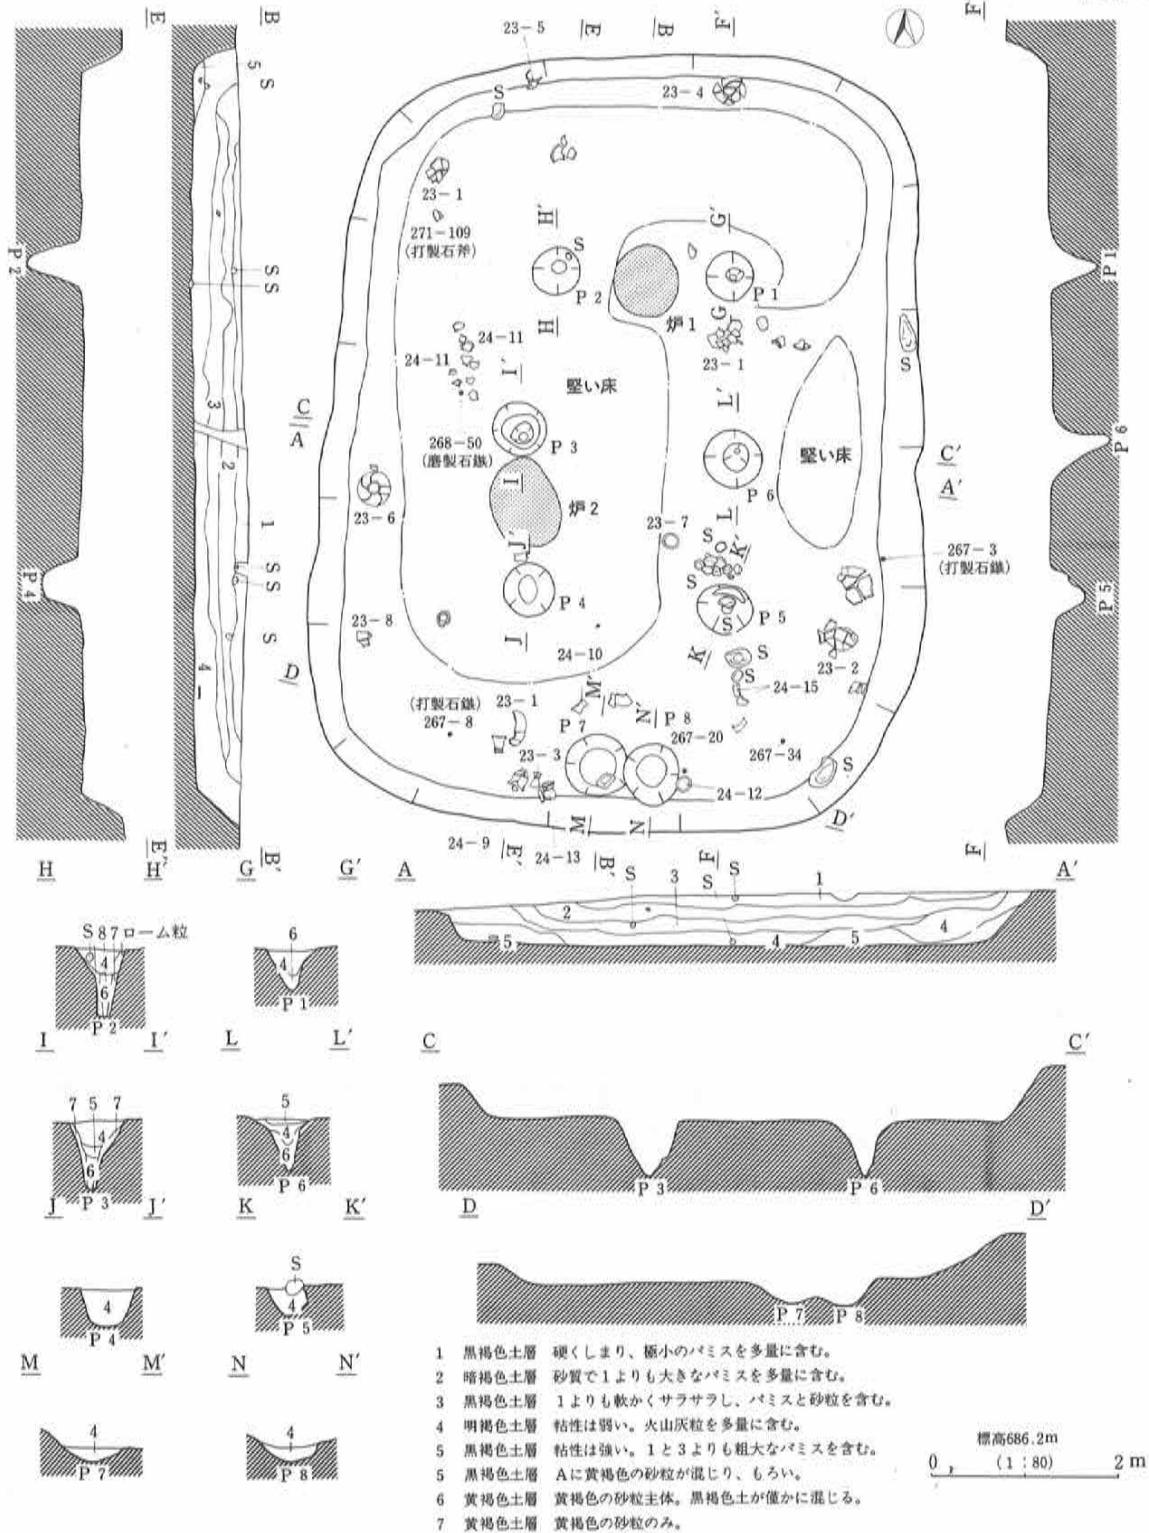 E
B
23-5
E
B
F′
F
5
S
S
23-4
23-1
271-109
(打製石斧)
H′
G′
S
P 2
P 2
P 1
P 1
炉1
H
G
S
S
24-11
24-11
I′
23-1
S
堅い床
L′
3
C
A
268-50
(磨製石鏃)
P 3
P 6
P 6
堅い床
C′
A′
2
I
炉2
L
23-6
23-7
1
J′
S
K′
267-3
(打製石鏃)
S
S
S
P 4
P 4
P 5
P 5
S
23-8
S
J
24-10
K
S
S
23-2
4
D
24-15
(打製石鏃)
267-8
23-1
M′
P 7
N′
P 8
267-20
267-34
23-3
S
24-12
M
N
D′
24-9
E′
24-13
B′
F
F
E′
B′
H
H′
G
G′
A
A′
S
3
S
S
1
2
4
5
4
5
S 8 7 ローム粒
4
6
P 2
6
4
P 1
I
I′
L
L′
C
C′
7 5 7
4
6
P 3
5
4
6
P 6
P 3
P 6
J
J′
K
K′
D
D′
4
P 4
S
4
P 5
P 7
P 8
M
M′
N
N′
4
P 7
4
P 8
1 黒褐色土層 硬くしまり、極小のパミスを多量に含む。
2 暗褐色土層 砂質で1よりも大きなパミスを多量に含む。
3 黒褐色土層 1よりも軟かくサラサラし、パミスと砂粒を含む。
4 明褐色土層 粘性は弱い。火山灰粒を多量に含む。
5 黒褐色土層 粘性は強い。1と3よりも粗大なパミスを含む。
5 黒褐色土層 Aに黄褐色の砂粒が混じり、もろい。
6 黄褐色土層 黄褐色の砂粒主体。黒褐色土が僅かに混じる。
7 黄褐色土層 黄褐色の砂粒のみ。
標高686.2m
0 (1:80) 2 m